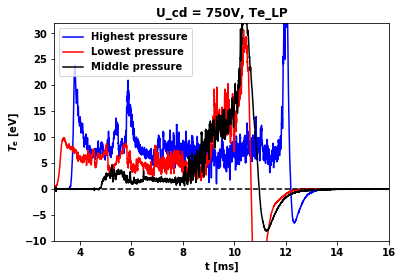 U_cd = 750V, Te_LP
Highest pressure
Lowest pressure
Middle pressure
Tₑ [eV]
30
25
20
15
10
5
0
−5
−10
4 6 8 10 12 14 16
t [ms]